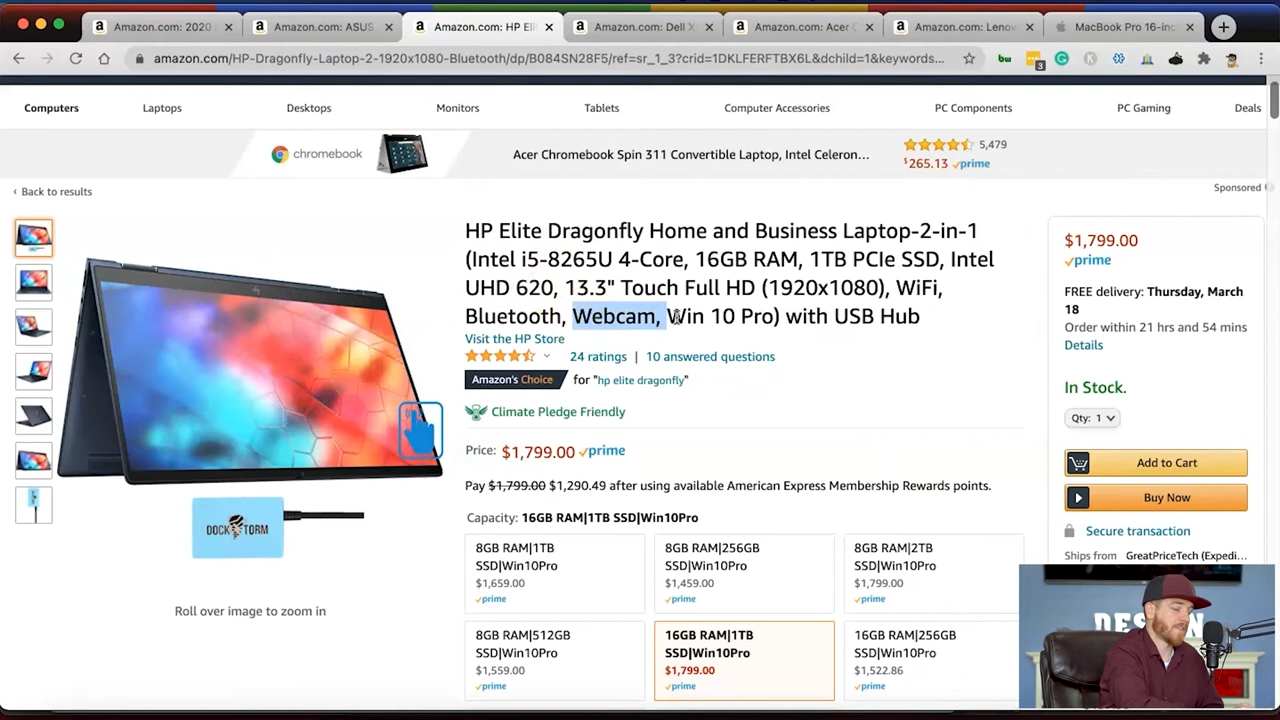 Amazon.com: 2020
Amazon.com: ASUS
Amazon.com: HP Eli
Amazon.com: Dell X
Amazon.com: Acer C
Amazon.com: Lenov
MacBook Pro 16-inc
amazon.com/HP-Dragonfly-Laptop-2-1920x1080-Bluetooth/dp/B084SN28F5/ref=sr_1_3?crid=1DKLFERFTBX6L&dchild=1&keywords...
3
Computers
Laptops
Desktops
Monitors
Tablets
Computer Accessories
PC Components
PC Gaming
Deals
chromebook
Acer Chromebook Spin 311 Convertible Laptop, Intel Celeron...
5,479
$265.13 prime
‹ Back to results
Sponsored
HP Elite Dragonfly Home and Business Laptop-2-in-1
(Intel i5-8265U 4-Core, 16GB RAM, 1TB PCIe SSD, Intel
UHD 620, 13.3" Touch Full HD (1920x1080), WiFi,
Bluetooth, Webcam, Win 10 Pro) with USB Hub
Visit the HP Store
24 ratings | 10 answered questions
Amazon's Choice for "hp elite dragonfly"
Climate Pledge Friendly
Price: $1,799.00 prime
Pay $1,799.00 $1,290.49 after using available American Express Membership Rewards points.
Capacity: 16GB RAM|1TB SSD|Win10Pro
8GB RAM|1TB
SSD|Win10Pro
$1,659.00
prime
8GB RAM|256GB
SSD|Win10Pro
$1,459.00
prime
8GB RAM|2TB
SSD|Win10Pro
$1,799.00
prime
8GB RAM|512GB
SSD|Win10Pro
$1,559.00
prime
16GB RAM|1TB
SSD|Win10Pro
$1,799.00
prime
16GB RAM|256GB
SSD|Win10Pro
$1,522.86
prime
DOCK STORM
Roll over image to zoom in
$1,799.00
prime
FREE delivery: Thursday, March
18
Order within 21 hrs and 54 mins
Details
In Stock.
Qty: 1
Add to Cart
Buy Now
Secure transaction
Ships from GreatPriceTech (Expedi...
DESIGN